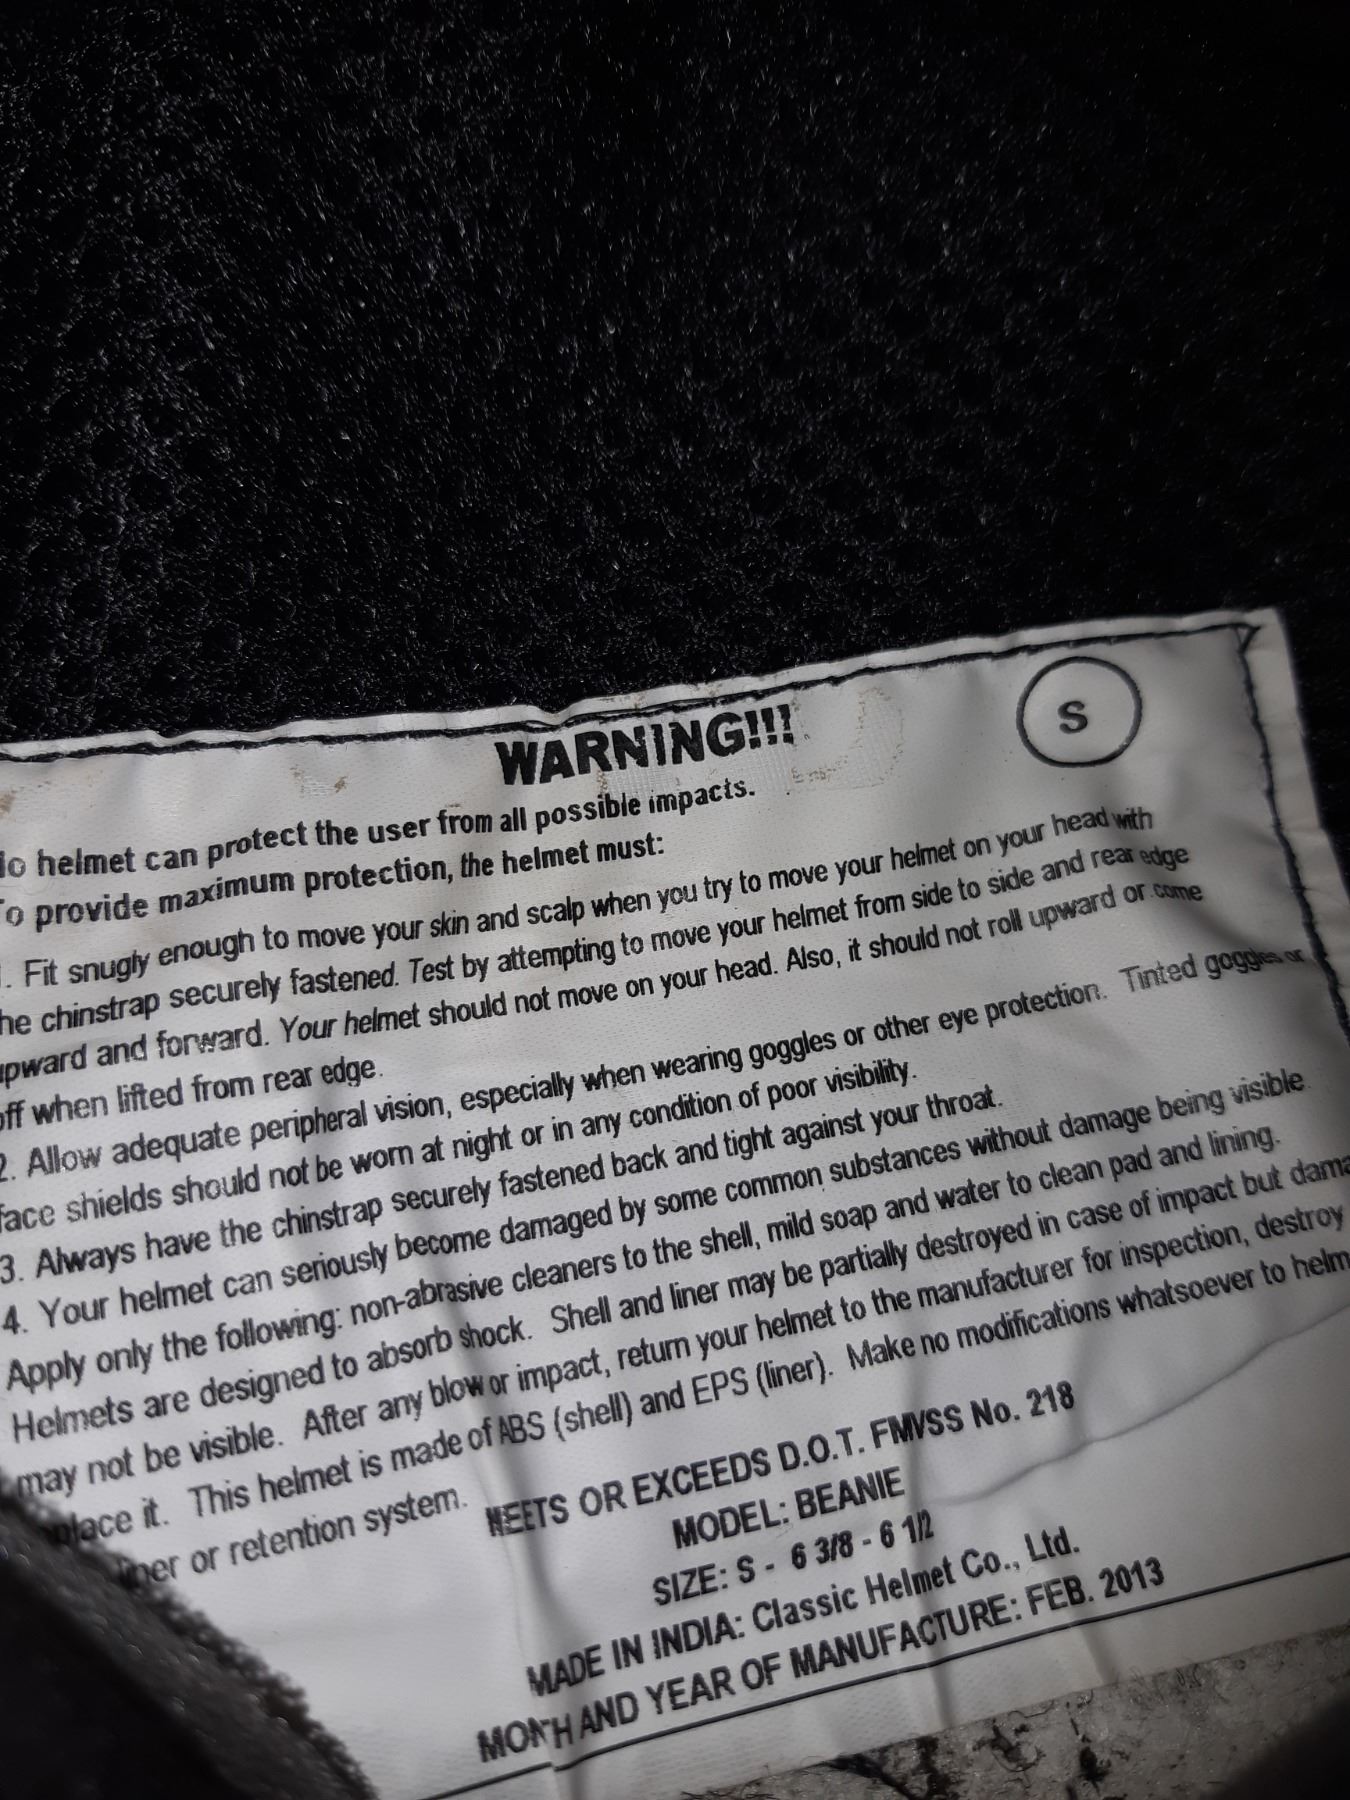 WARNING!!!
S
No helmet can protect the user from all possible impacts.
To provide maximum protection, the helmet must:
1. Fit snugly enough to move your skin and scalp when you try to move your helmet on your head with
the chinstrap securely fastened. Test by attempting to move your helmet from side to side and rear edge
upward and forward. Your helmet should not move on your head. Also, it should not roll upward or come
off when lifted from rear edge.
2. Allow adequate peripheral vision, especially when wearing goggles or other eye protection. Tinted goggles or
face shields should not be worn at night or in any condition of poor visibility.
3. Always have the chinstrap securely fastened back and tight against your throat.
4. Your helmet can seriously become damaged by some common substances without damage being visible
Apply only the following: non-abrasive cleaners to the shell, mild soap and water to clean pad and lining.
Helmets are designed to absorb shock. Shell and liner may be partially destroyed in case of impact but dama
may not be visible. After any blow or impact, return your helmet to the manufacturer for inspection, destroy
place it. This helmet is made of ABS (shell) and EPS (liner). Make no modifications whatsoever to helm
iner or retention system.
MEETS OR EXCEEDS D.O.T. FMVSS No. 218
MODEL: BEANIE
SIZE: S - 6 3/8 - 6 1/2
MADE IN INDIA: Classic Helmet Co., Ltd.
MONTH AND YEAR OF MANUFACTURE: FEB. 2013